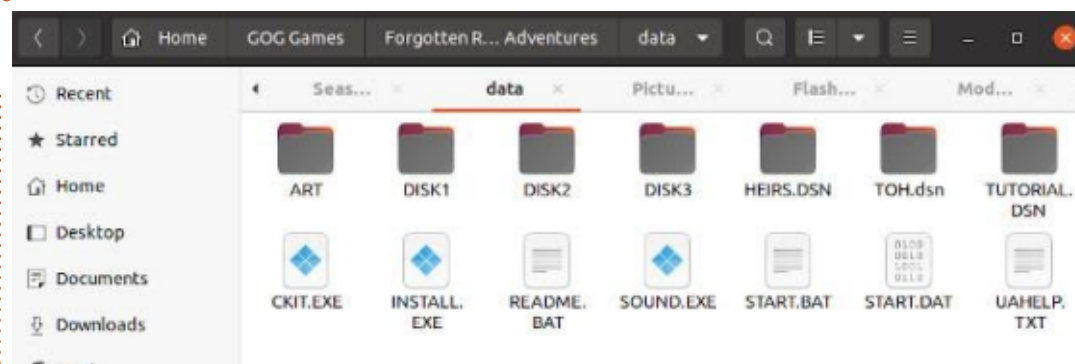 Home GOG Games Forgotten R... Adventures data
Recent Seas... data Pictu... Flash... Mod...
Starred
Home
Desktop
Documents
Downloads
ART DISK1 DISK2 DISK3 HEIRS.DSN TOH.dsn TUTORIAL.
DSN
CKIT.EXE INSTALL. README. SOUND.EXE START.BAT START.DAT UAHELP.
EXE BAT TXT